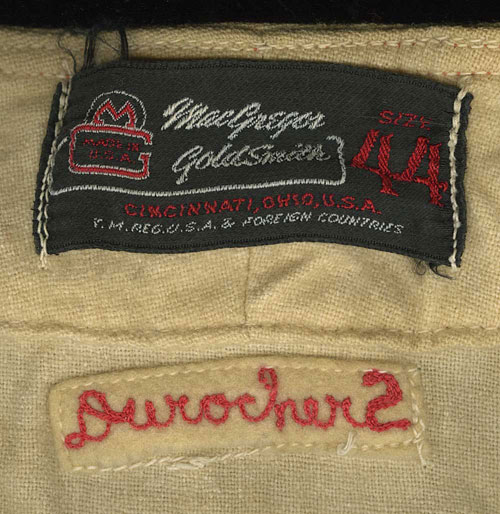 M
MADE IN
U.S.A.
G
MacGregor
GoldSmith
SIZE
44
CINCINNATI, OHIO, U.S.A.
T.M. REG. U.S.A. & FOREIGN COUNTRIES
Durocher 2